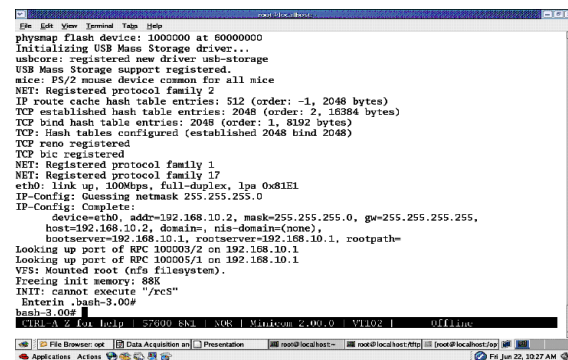 root@localhost:~
File Edit View Terminal Tabs Help
physmap flash device: 1000000 at 60000000
Initializing USB Mass Storage driver...
usbcore: registered new driver usb-storage
USB Mass Storage support registered.
mice: PS/2 mouse device common for all mice
NET: Registered protocol family 2
IP route cache hash table entries: 512 (order: -1, 2048 bytes)
TCP established hash table entries: 2048 (order: 2, 16384 bytes)
TCP bind hash table entries: 2048 (order: 1, 8192 bytes)
TCP: Hash tables configured (established 2048 bind 2048)
TCP reno registered
TCP bic registered
NET: Registered protocol family 1
NET: Registered protocol family 17
eth0: link up, 100Mbps, full-duplex, lpa 0x81E1
IP-Config: Guessing netmask 255.255.255.0
IP-Config: Complete:
device=eth0, addr=192.168.10.2, mask=255.255.255.0, gw=255.255.255.255,
host=192.168.10.2, domain=, nis-domain=(none),
bootserver=192.168.10.1, rootserver=192.168.10.1, rootpath=
Looking up port of RPC 100003/2 on 192.168.10.1
Looking up port of RPC 100005/1 on 192.168.10.1
VFS: Mounted root (nfs filesystem).
Freeing init memory: 88K
INIT: cannot execute "/rcS"
Enterin .bash-3.00#
bash-3.00#
CTRL-A Z for help | 57600 8N1 | NOR | Minicom 2.00.0 | VT102 | Offline
File Browser: opt Data Acquisition an Presentation root@localhost:~ root@localhost:/tftp [root@localhost:/op
Applications Actions Fri Jun 22, 10:27 AM